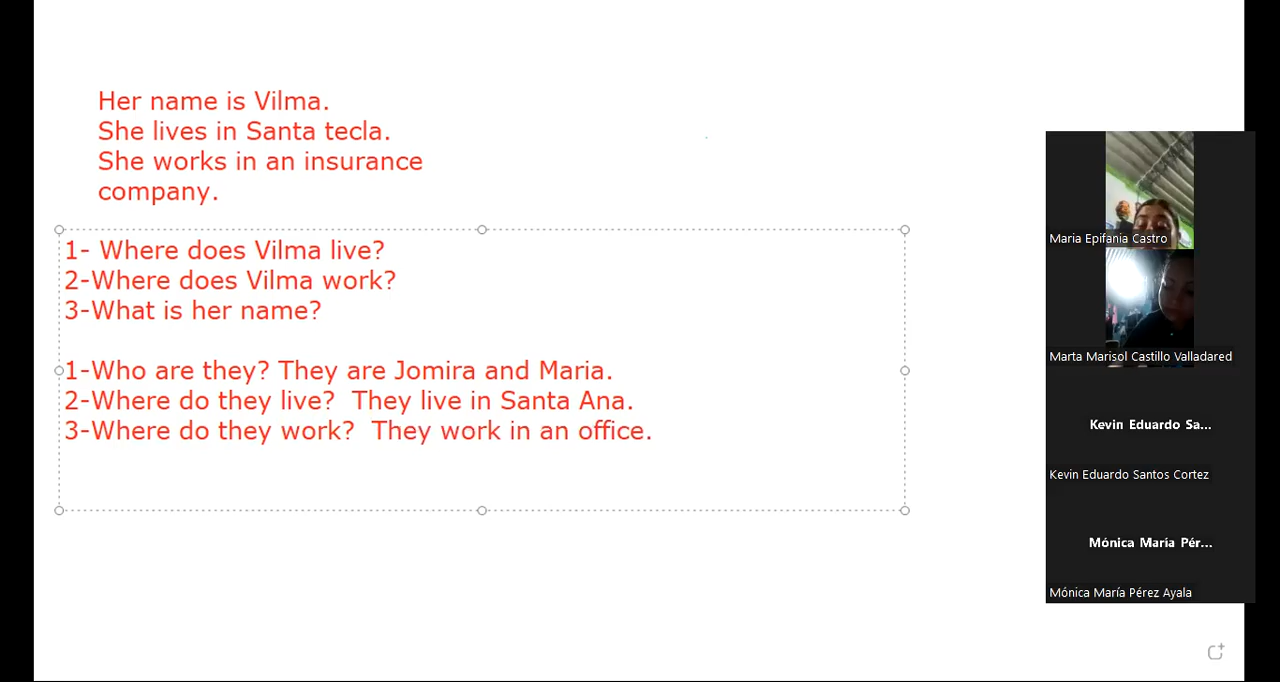 Her name is Vilma.
She lives in Santa tecla.
She works in an insurance
company.
1- Where does Vilma live?
2-Where does Vilma work?
3-What is her name?
1-Who are they? They are Jomira and Maria.
2-Where do they live?  They live in Santa Ana.
3-Where do they work?  They work in an office.
Maria Epifania Castro
Marta Marisol Castillo Valladared
Kevin Eduardo Sa...
Kevin Eduardo Santos Cortez
Mónica María Pér...
Mónica María Pérez Ayala